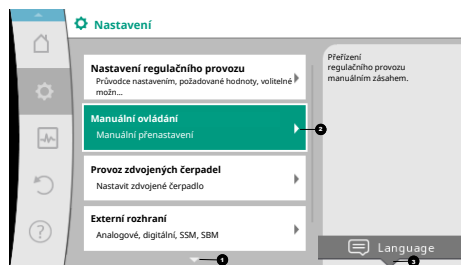 Nastavení
Nastavení regulačního provozu
Průvodce nastavením, požadované hodnoty, volitelné
možn...
Manuální ovládání
Manuální přenastavení
Provoz zdvojených čerpadel
Nastavit zdvojené čerpadlo
Externí rozhraní
Analogové, digitální, SSM, SBM
Přeřízení
regulačního provozu
manuálním zásahem.
2
?
1
Language
3